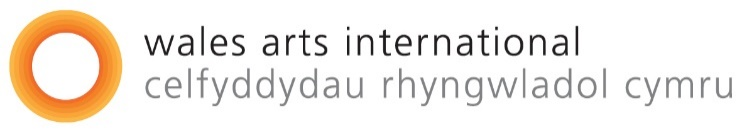 wales arts international
celfyddydau rhyngwladol cymru